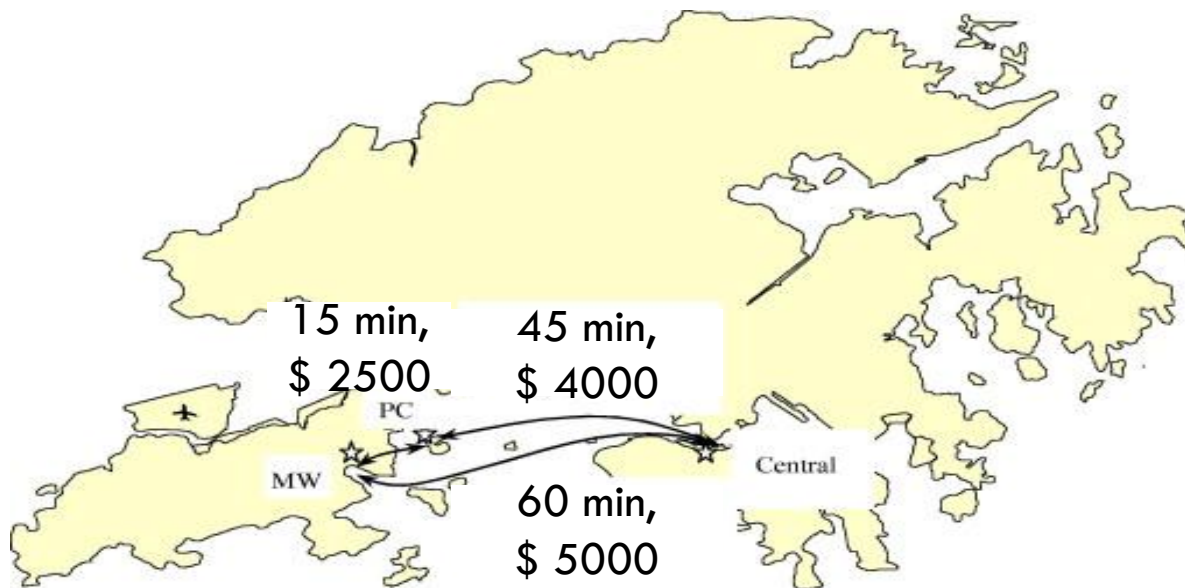 15 min,
$ 2500
45 min,
$ 4000
PC
MW
Central
60 min,
$ 5000